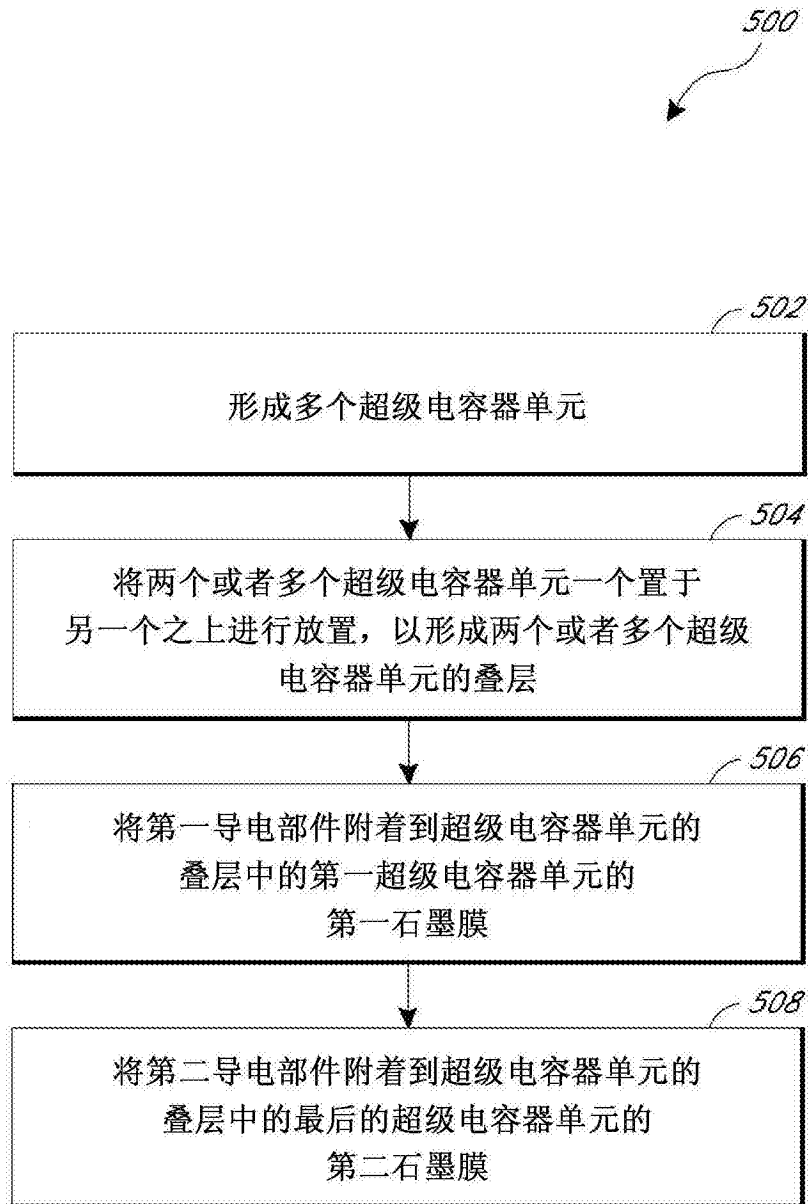 500
502
形成多个超级电容器单元
504
将两个或者多个超级电容器单元一个置于
另一个之上进行放置，以形成两个或者多个超级
电容器单元的叠层
506
将第一导电部件附着到超级电容器单元的
叠层中的第一超级电容器单元的
第一石墨膜
508
将第二导电部件附着到超级电容器单元的
叠层中的最后的超级电容器单元的
第二石墨膜